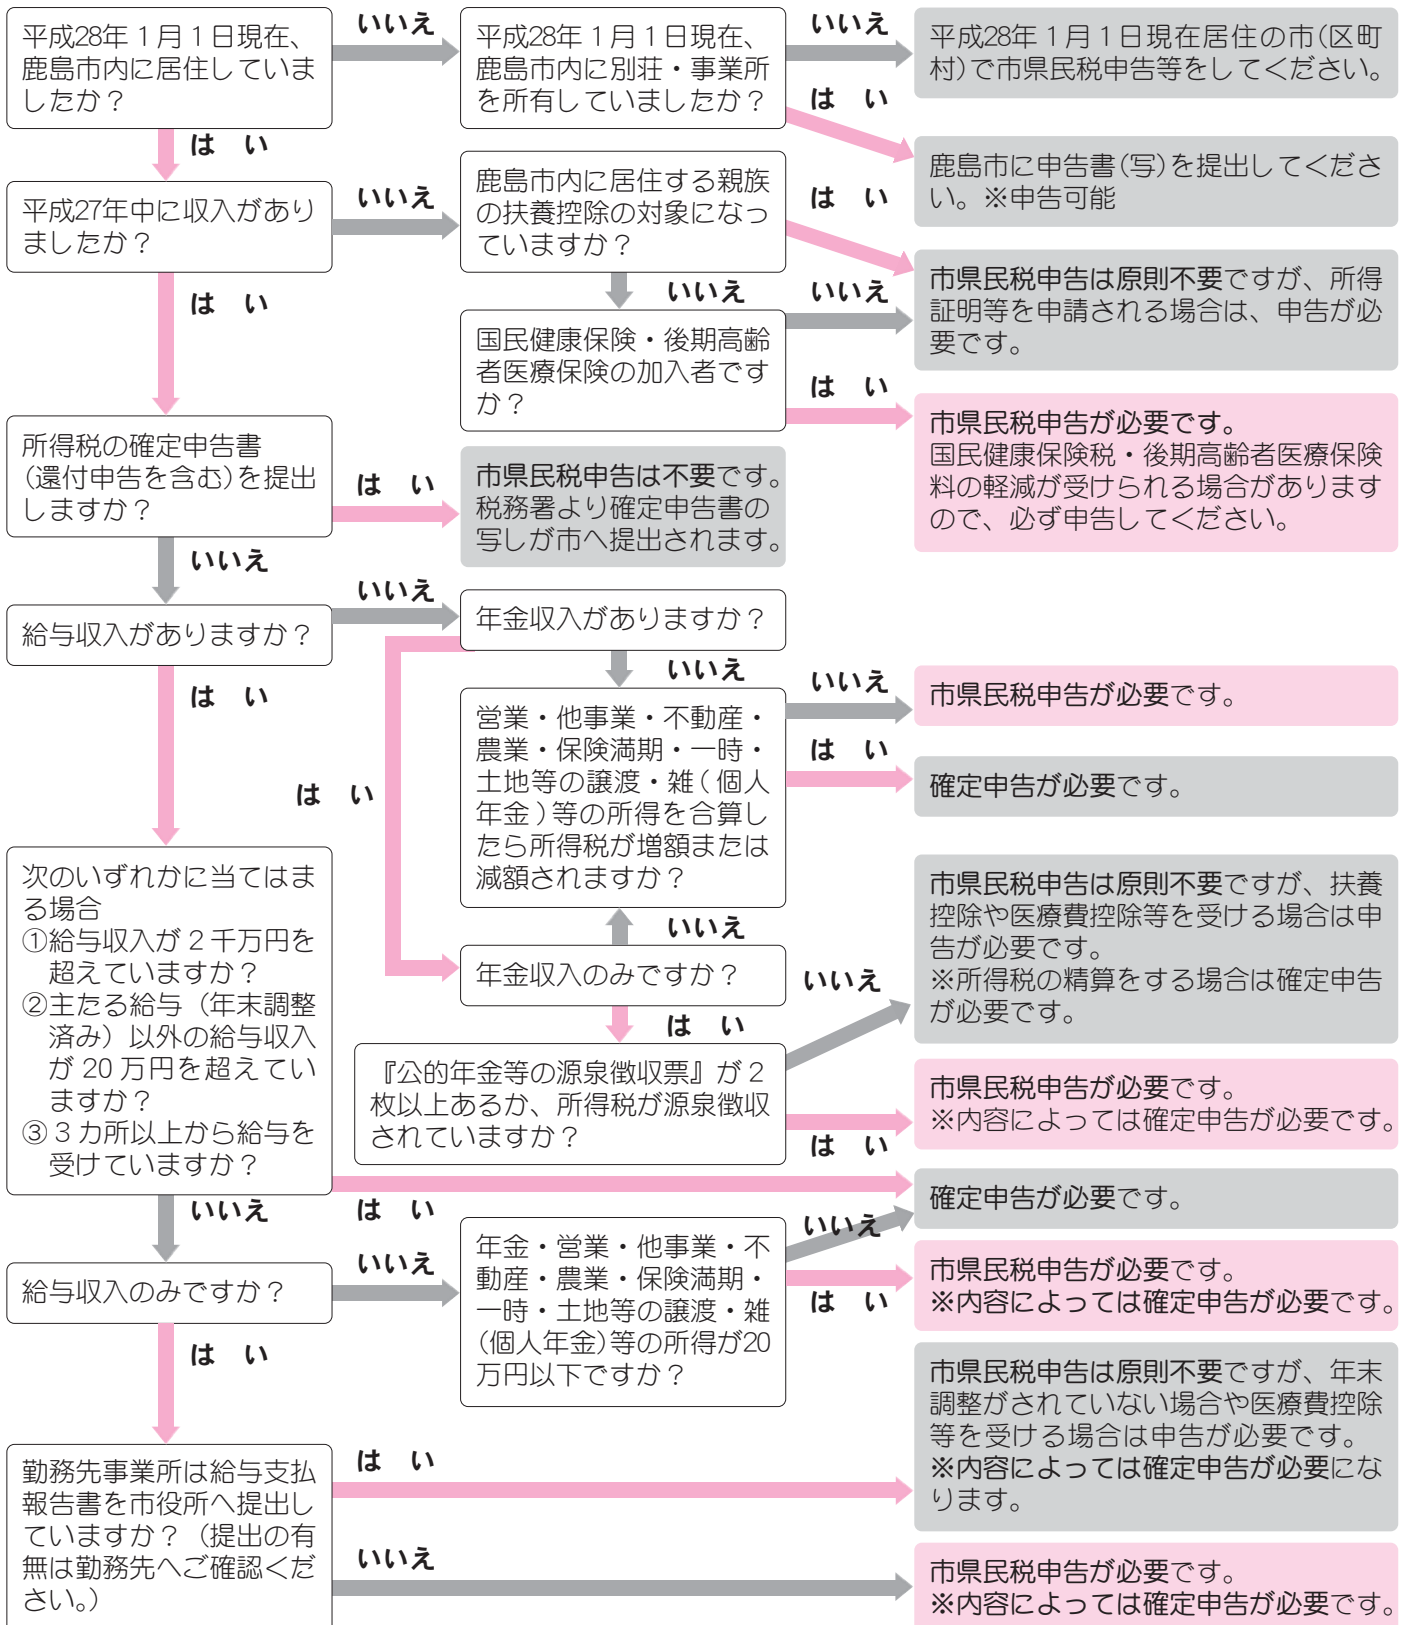 平成28年１月１日現在、
鹿島市内に居住していま
したか？
いいえ
平成28年１月１日現在、
鹿島市内に別荘・事業所
を所有していましたか？
いいえ
平成28年１月１日現在居住の市(区町
村)で市県民税申告等をしてください。
は　い
鹿島市に申告書(写)を提出してくださ
い。※申告可能
は　い
平成27年中に収入があり
ましたか？
いいえ
鹿島市内に居住する親族
の扶養控除の対象になっ
ていますか？
は　い
市県民税申告は原則不要ですが、所得
証明等を申請される場合は、申告が必
要です。
は　い
いいえ
いいえ
国民健康保険・後期高齢
者医療保険の加入者です
か？
は　い
市県民税申告が必要です。
国民健康保険税・後期高齢者医療保険
料の軽減が受けられる場合があります
ので、必ず申告してください。
所得税の確定申告書
(還付申告を含む)を提出
しますか？
は　い
市県民税申告は不要です。
税務署より確定申告書の
写しが市へ提出されます。
いいえ
給与収入がありますか？
いいえ
年金収入がありますか？
は　い
いいえ
は　い
営業・他事業・不動産・
農業・保険満期・一時・
土地等の譲渡・雑(個人
年金)等の所得を合算し
たら所得税が増額または
減額されますか？
いいえ
市県民税申告が必要です。
は　い
確定申告が必要です。
いいえ
年金収入のみですか？
は　い
『公的年金等の源泉徴収票』が２
枚以上あるか、所得税が源泉徴収
されていますか？
いいえ
市県民税申告は原則不要ですが、扶養
控除や医療費控除等を受ける場合は申
告が必要です。
※所得税の精算をする場合は確定申告
が必要です。
は　い
市県民税申告が必要です。
※内容によっては確定申告が必要です。
次のいずれかに当てはま
る場合
①給与収入が２千万円を
超えていますか？
②主たる給与（年末調整
済み）以外の給与収入
が20万円を超えてい
ますか？
③３カ所以上から給与を
受けていますか？
は　い
確定申告が必要です。
いいえ
給与収入のみですか？
いいえ
年金・営業・他事業・不
動産・農業・保険満期・
一時・土地等の譲渡・雑
(個人年金)等の所得が20
万円以下ですか？
いいえ
は　い
市県民税申告が必要です。
※内容によっては確定申告が必要です。
は　い
勤務先事業所は給与支払
報告書を市役所へ提出し
ていますか？（提出の有
無は勤務先へご確認くだ
さい。）
は　い
市県民税申告は原則不要ですが、年末
調整がされていない場合や医療費控除
等を受ける場合は申告が必要です。
※内容によっては確定申告が必要にな
ります。
いいえ
市県民税申告が必要です。
※内容によっては確定申告が必要です。